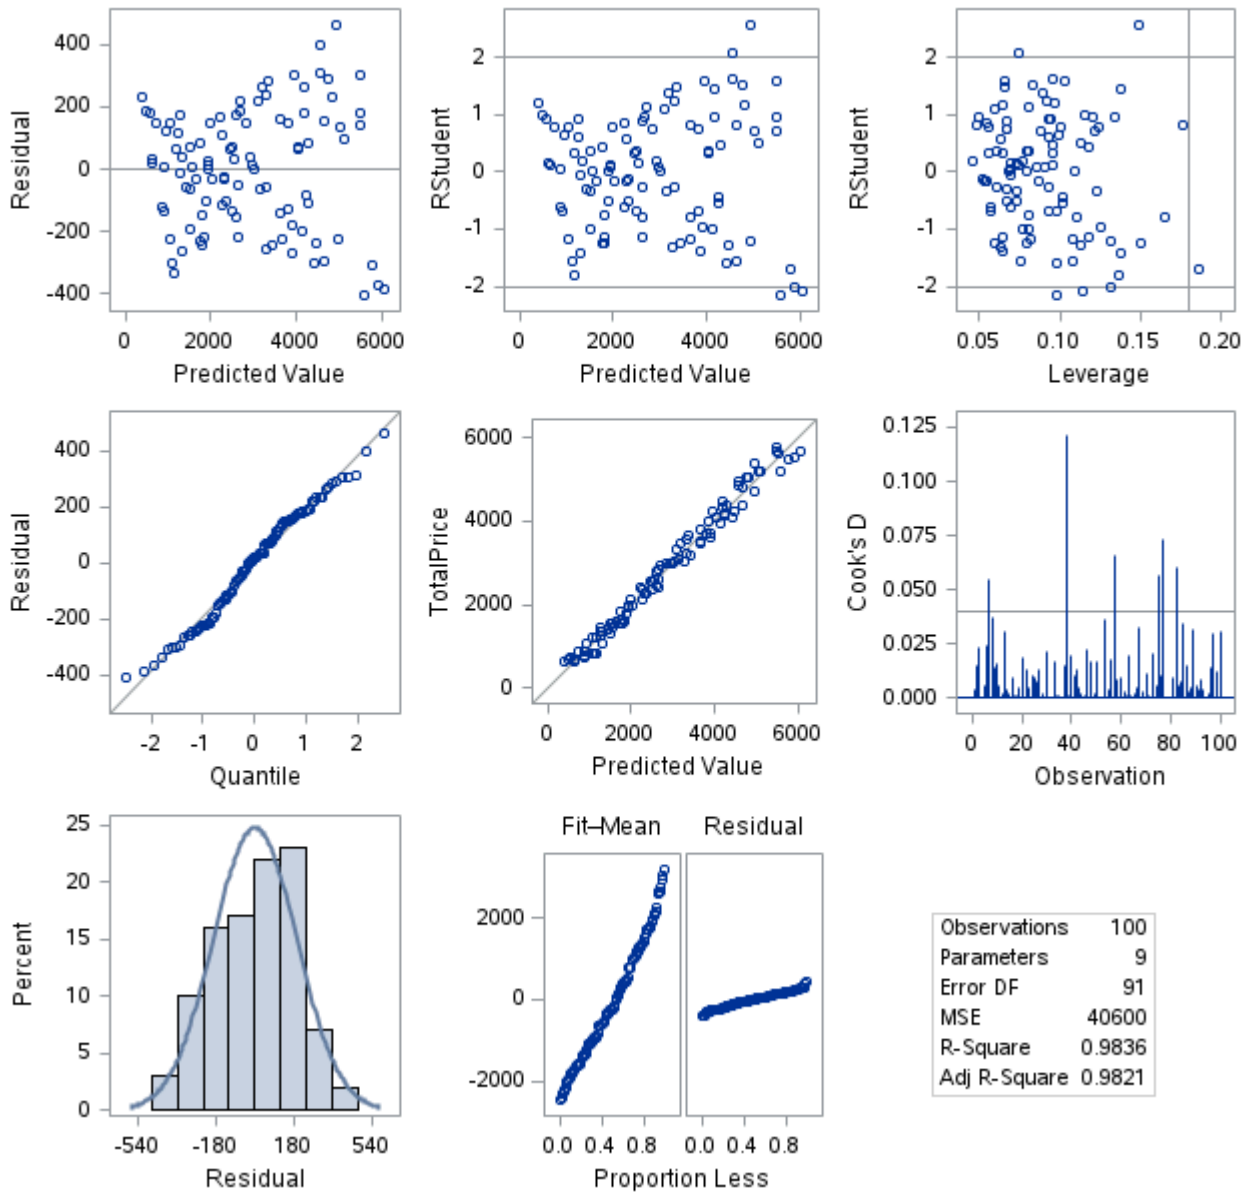 400
200
0
-200
-400
Residual
0 2000 4000 6000
Predicted Value
2
1
0
-1
-2
RStudent
0 2000 4000 6000
Predicted Value
2
1
0
-1
-2
RStudent
0.05 0.10 0.15 0.20
Leverage
400
200
0
-200
-400
Residual
-2 -1 0 1 2
Quantile
6000
4000
2000
0
TotalPrice
0 2000 4000 6000
Predicted Value
0.125
0.100
0.075
0.050
0.025
0.000
Cook's D
0 20 40 60 80 100
Observation
25
20
15
10
5
0
Percent
-540 -180 180 540
Residual
Fit–Mean Residual
2000
0
-2000
0.0 0.4 0.8 0.0 0.4 0.8
Proportion Less
Observations 100
Parameters 9
Error DF 91
MSE 40600
R-Square 0.9836
Adj R-Square 0.9821